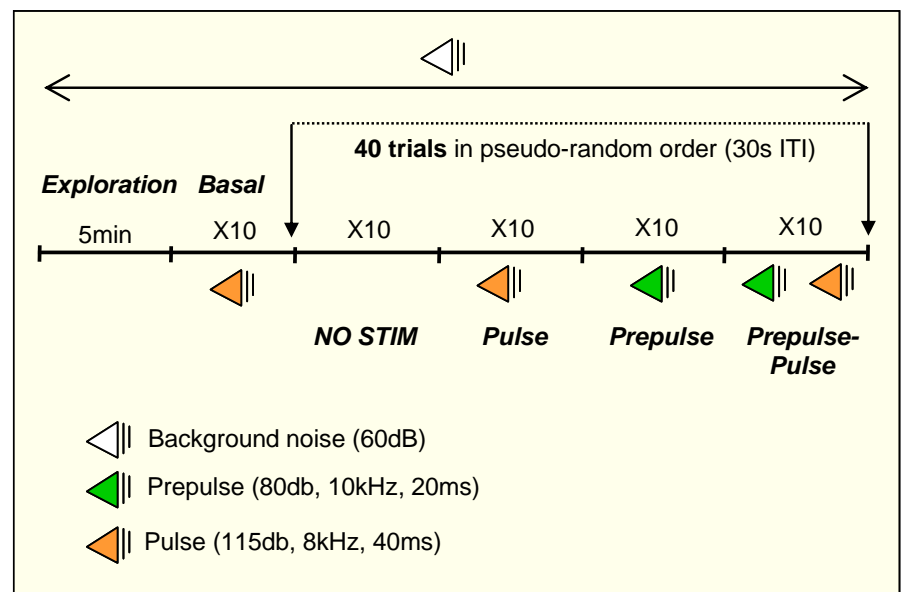 40 trials in pseudo-random order (30s ITI)
Exploration Basal
5min X10 X10 X10 X10 X10
NO STIM Pulse Prepulse Prepulse-
Pulse
Background noise (60dB)
Prepulse (80db, 10kHz, 20ms)
Pulse (115db, 8kHz, 40ms)